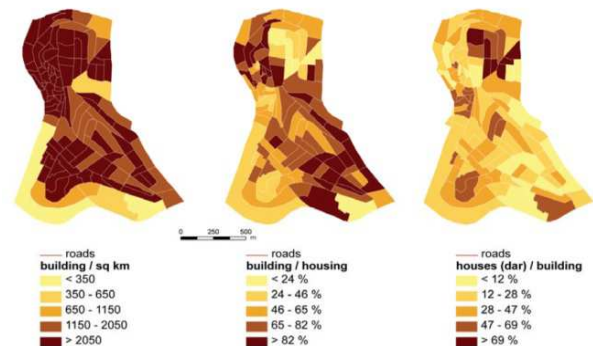 0 250 500 m
roads
building / sq km
< 350
350 - 650
650 - 1150
1150 - 2050
> 2050
roads
building / housing
< 24 %
24 - 46 %
46 - 65 %
65 - 82 %
> 82 %
roads
houses (dar) / building
< 12 %
12 - 28 %
28 - 47 %
47 - 69 %
> 69 %